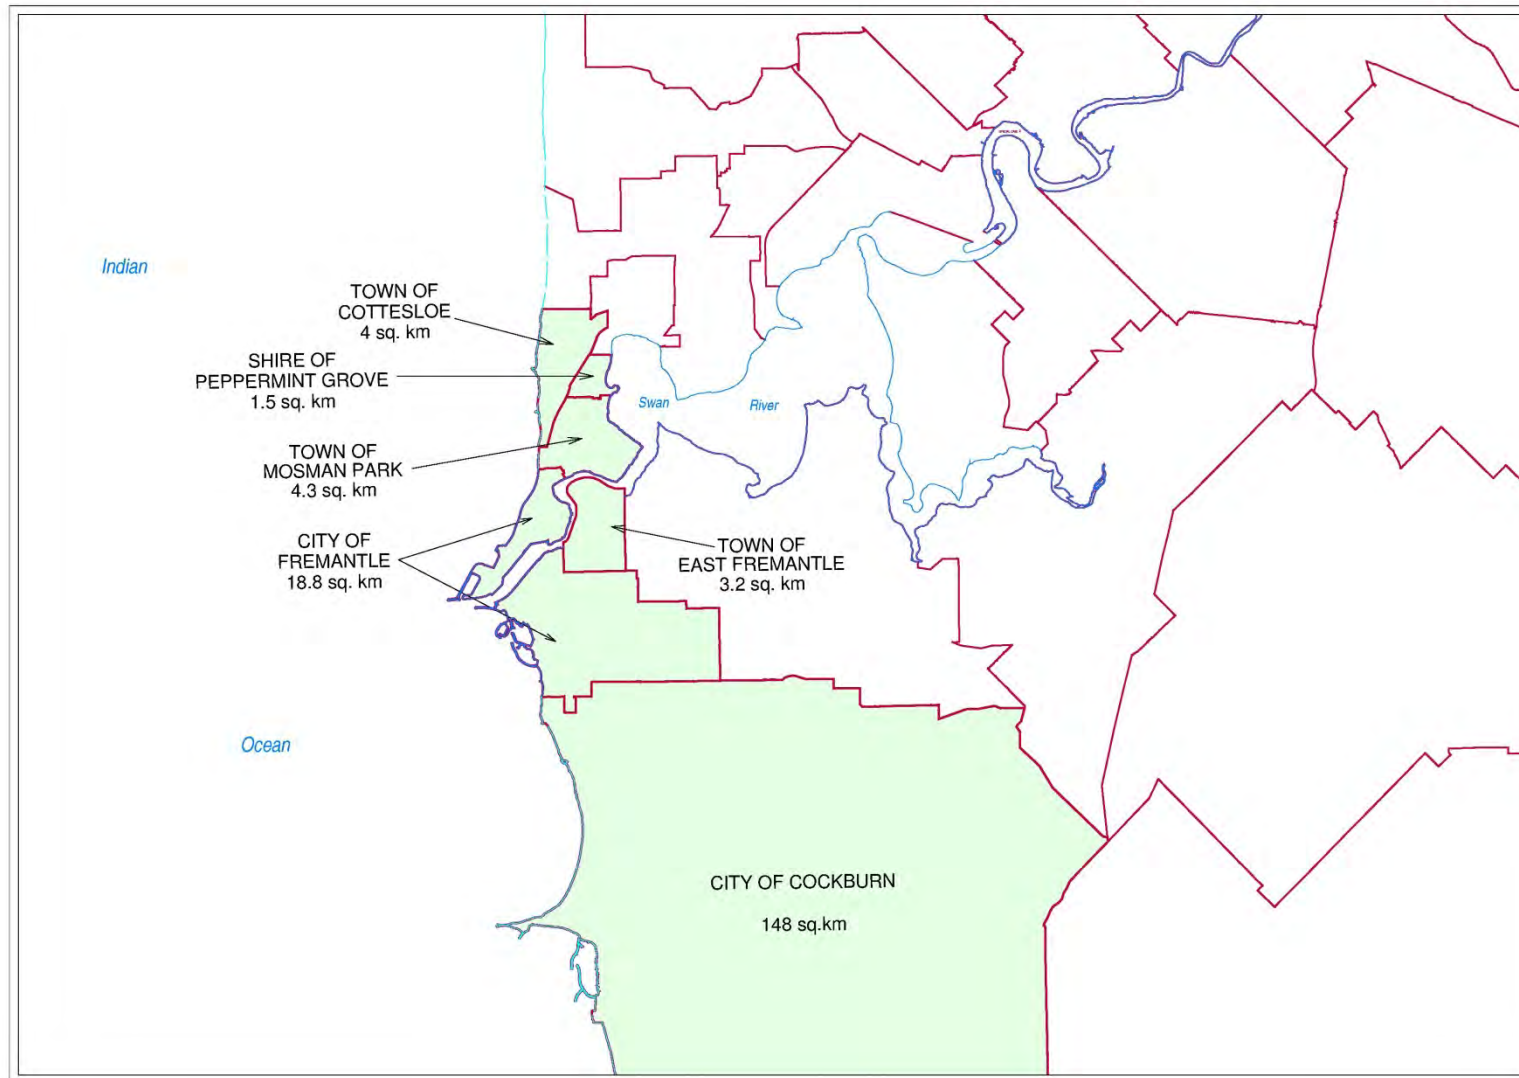 Indian
TOWN OF
COTTESLOE
4 sq. km
SHIRE OF
PEPPERMINT GROVE
1.5 sq. km
Swan
River
TOWN OF
MOSMAN PARK
4.3 sq. km
CITY OF
FREMANTLE
18.8 sq. km
TOWN OF
EAST FREMANTLE
3.2 sq. km
Ocean
CITY OF COCKBURN
148 sq.km